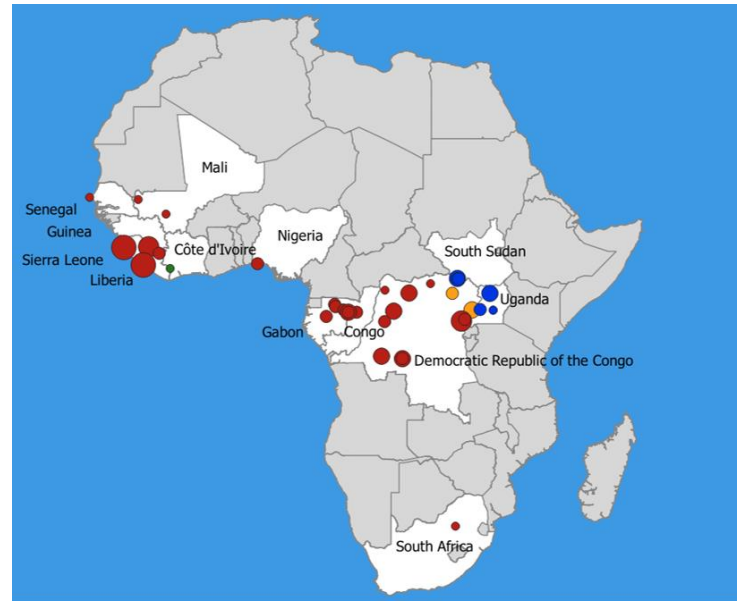 Mali
Senegal
Guinea
Côte d'Ivoire
Nigeria
South Sudan
Sierra Leone
Liberia
Uganda
Gabon
Congo
Democratic Republic of the Congo
South Africa